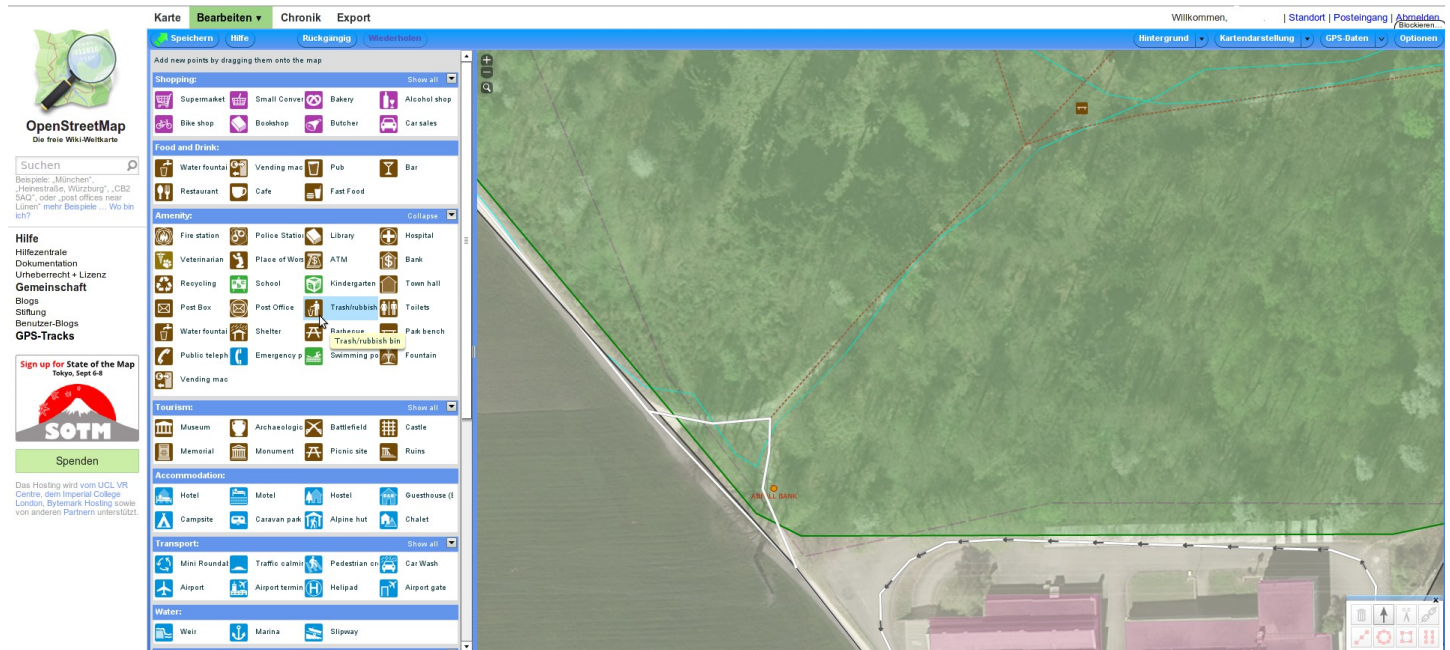 Karte Bearbeiten ▾ Chronik Export
Willkommen, | Standort | Posteingang | Abmelden
Blockieren...
Speichern Hilfe Rückgängig Wiederholen
Hintergrund Kartendarstellung GPS-Daten Optionen
OpenStreetMap
Die freie Wiki-Weltkarte
Suchen
Beispiele: „München“,
„Heinestraße, Würzburg“, „CB2
5AQ“, oder „post offices near
Lünen“ mehr Beispiele ... Wo bin
ich?
Hilfe
Hilfezentrale
Dokumentation
Urheberrecht + Lizenz
Gemeinschaft
Blogs
Stiftung
Benutzer-Blogs
GPS-Tracks
Sign up for State of the Map
Tokyo, Sept 6-8
SOTM
Spenden
Das Hosting wird vom UCL VR
Centre, dem Imperial College
London, Bytemark Hosting sowie
von anderen Partnern unterstützt.
Add new points by dragging them onto the map
Shopping: Show all
Supermarket Small Conver Bakery Alcohol shop
Bike shop Bookshop Butcher Car sales
Food and Drink:
Water fountai Vending mac Pub Bar
Restaurant Cafe Fast Food
Amenity: Collapse
Fire station Police Station Library Hospital
Veterinarian Place of Wors ATM Bank
Recycling School Kindergarten Town hall
Post Box Post Office Trash/rubbish Toilets
Water fountai Shelter Barbecue Park bench
Trash/rubbish bin
Public teleph Emergency p Swimming po Fountain
Vending mac
Tourism: Show all
Museum Archaeologic Battlefield Castle
Memorial Monument Picnic site Ruins
Accommodation:
Hotel Motel Hostel Guesthouse (B
Campsite Caravan park Alpine hut Chalet
Transport: Show all
Mini Roundal Traffic calmin Pedestrian cro Car Wash
Airport Airport termin Helipad Airport gate
Water:
Weir Marina Slipway
BANK